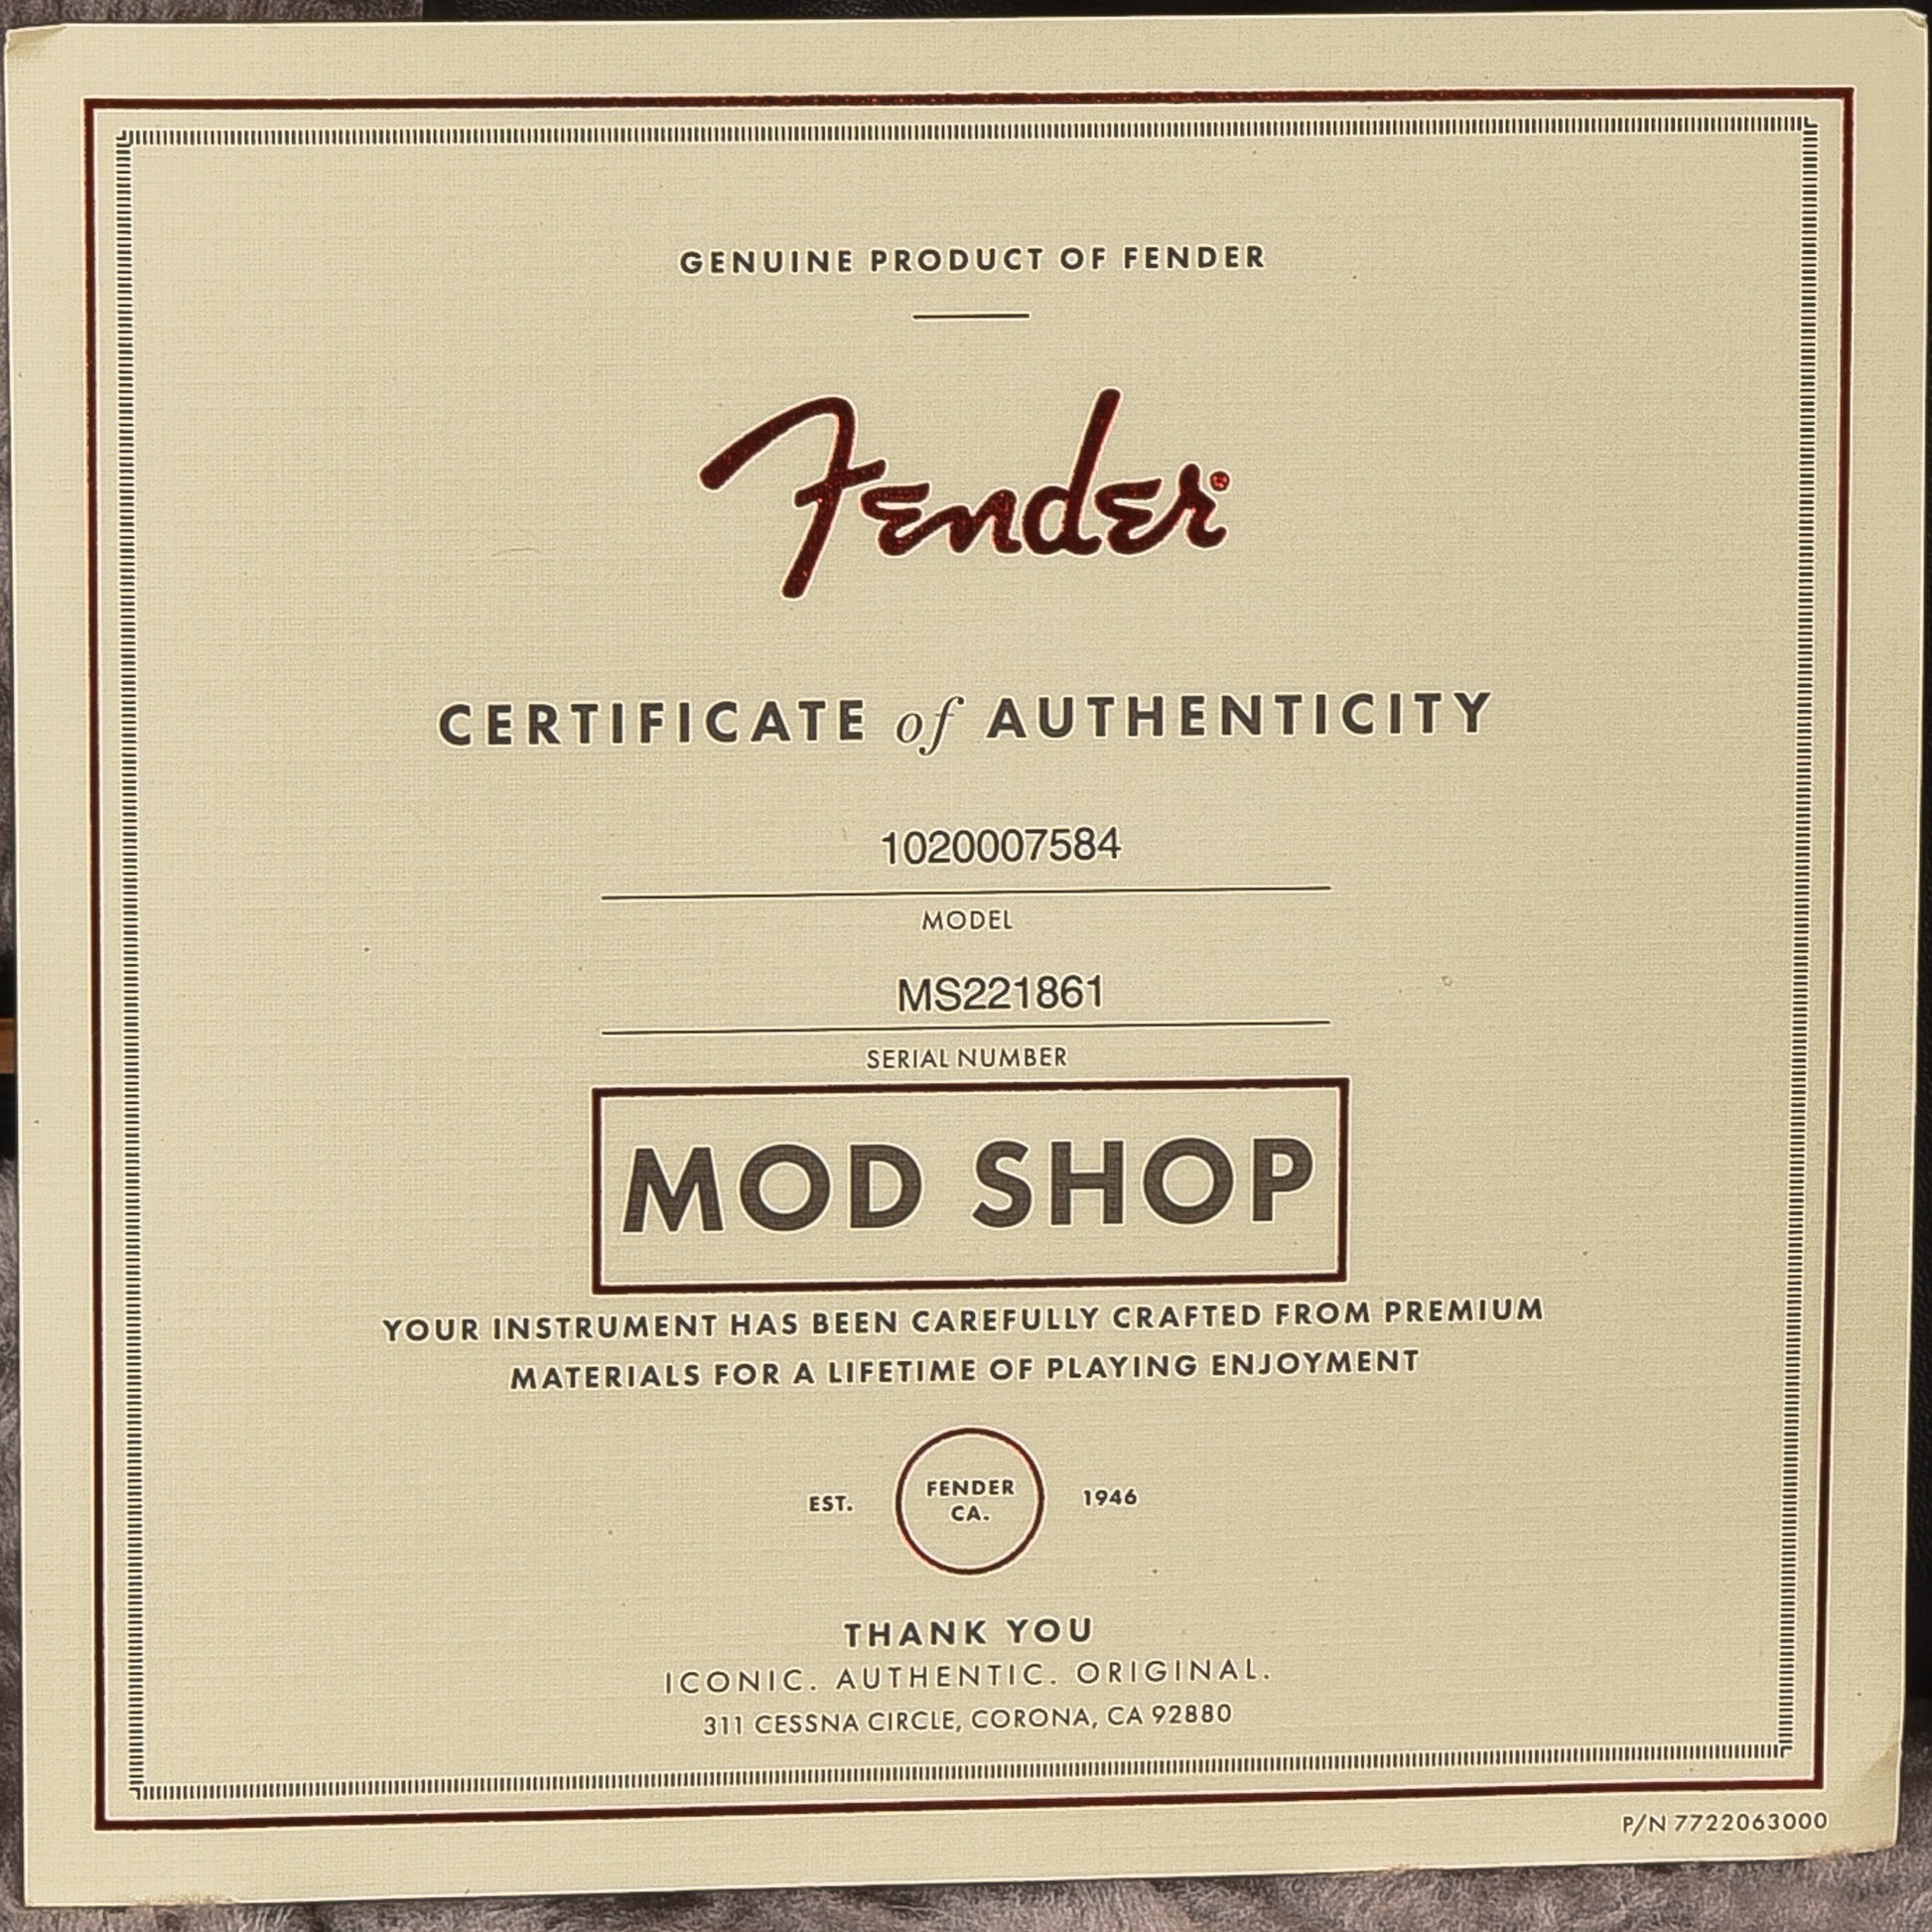 GENUINE PRODUCT OF FENDER
Fender
CERTIFICATE of AUTHENTICITY
1020007584
MODEL
MS221861
SERIAL NUMBER
MOD SHOP
YOUR INSTRUMENT HAS BEEN CAREFULLY CRAFTED FROM PREMIUM
MATERIALS FOR A LIFETIME OF PLAYING ENJOYMENT
EST. FENDER CA. 1946
THANK YOU
ICONIC. AUTHENTIC. ORIGINAL.
311 CESSNA CIRCLE, CORONA, CA 92880
P/N 7722063000